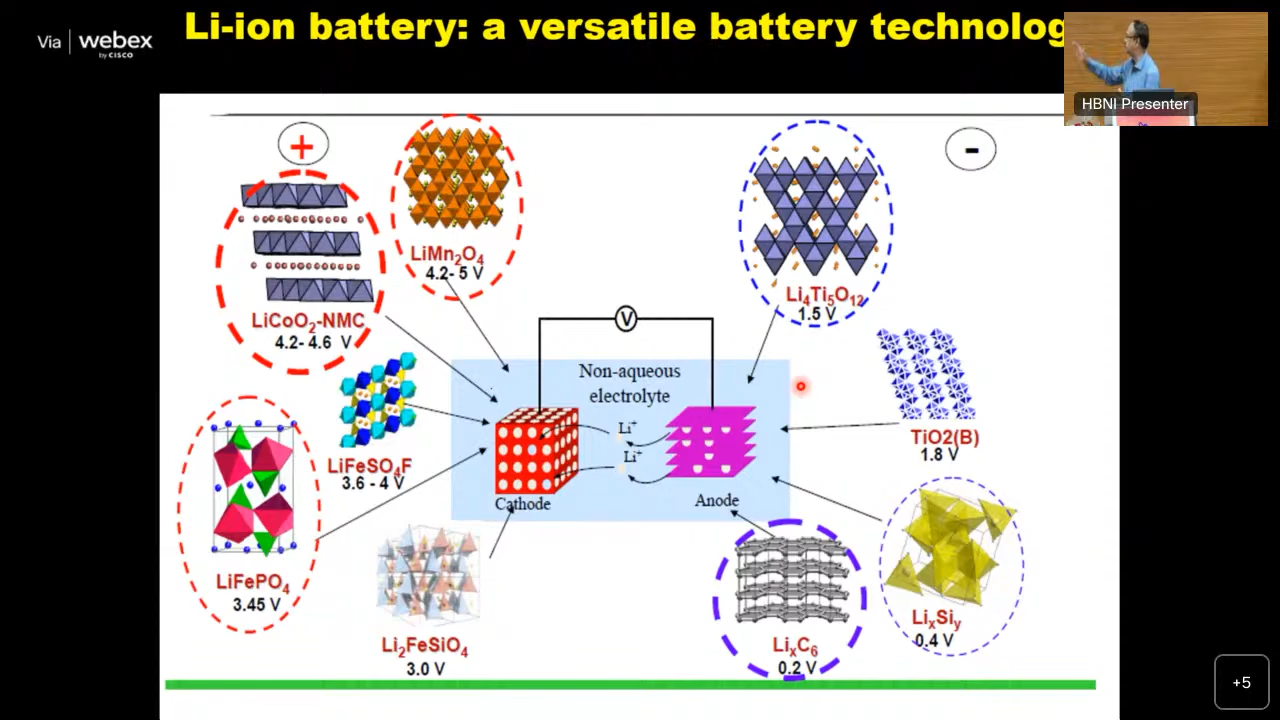 Via | webex
by CISCO
Li-ion battery: a versatile battery technolog
HBNI Presenter
+
-
LiMn₂O₄
4.2- 5 V
Li₄Ti₅O₁₂
1.5 V
LiCoO₂-NMC
4.2- 4.6 V
V
Non-aqueous
electrolyte
Li⁺
Li⁺
TiO2(B)
1.8 V
LiFeSO₄F
3.6 - 4 V
Cathode
Anode
LiFePO₄
3.45 V
LiₓSiᵧ
0.4 V
Li₂FeSiO₄
3.0 V
LiₓC₆
0.2 V
+5